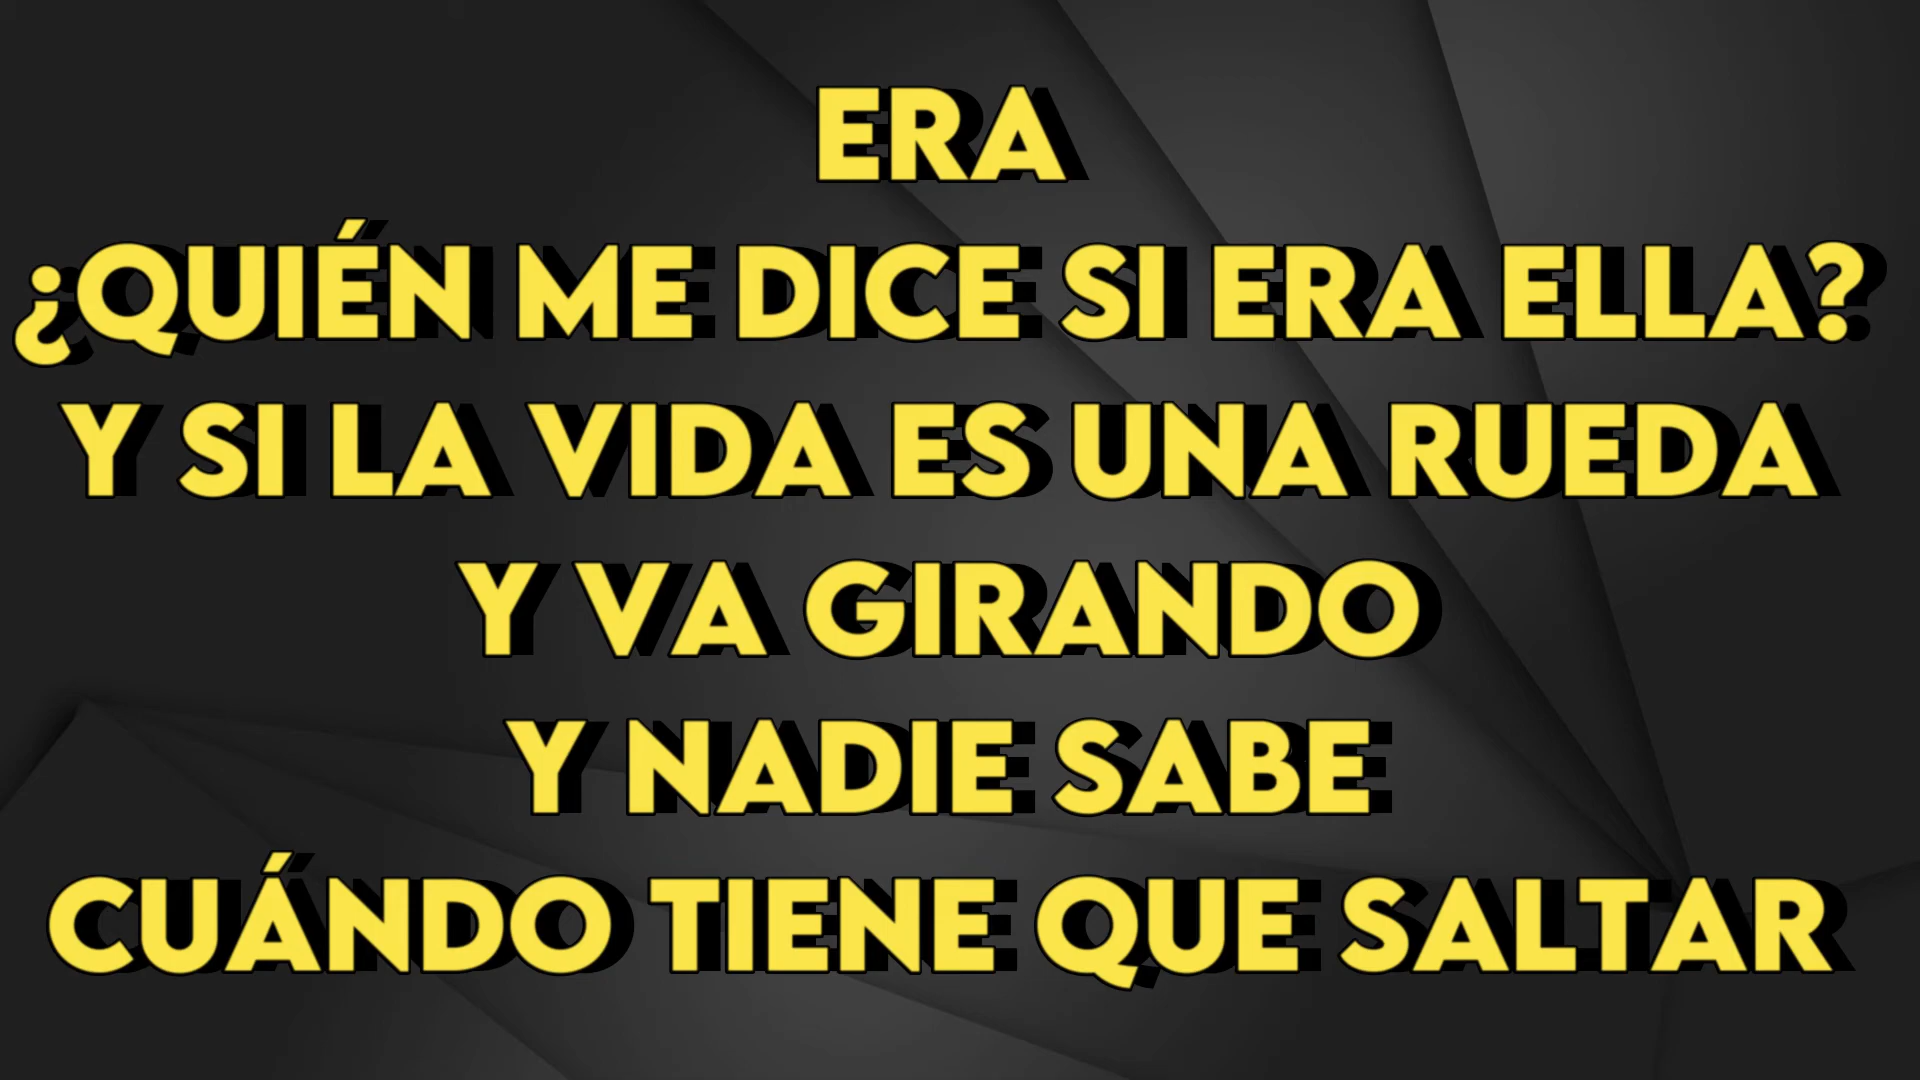 ERA
¿QUIÉN ME DICE SI ERA ELLA?
Y SI LA VIDA ES UNA RUEDA
Y VA GIRANDO
Y NADIE SABE
CUÁNDO TIENE QUE SALTAR